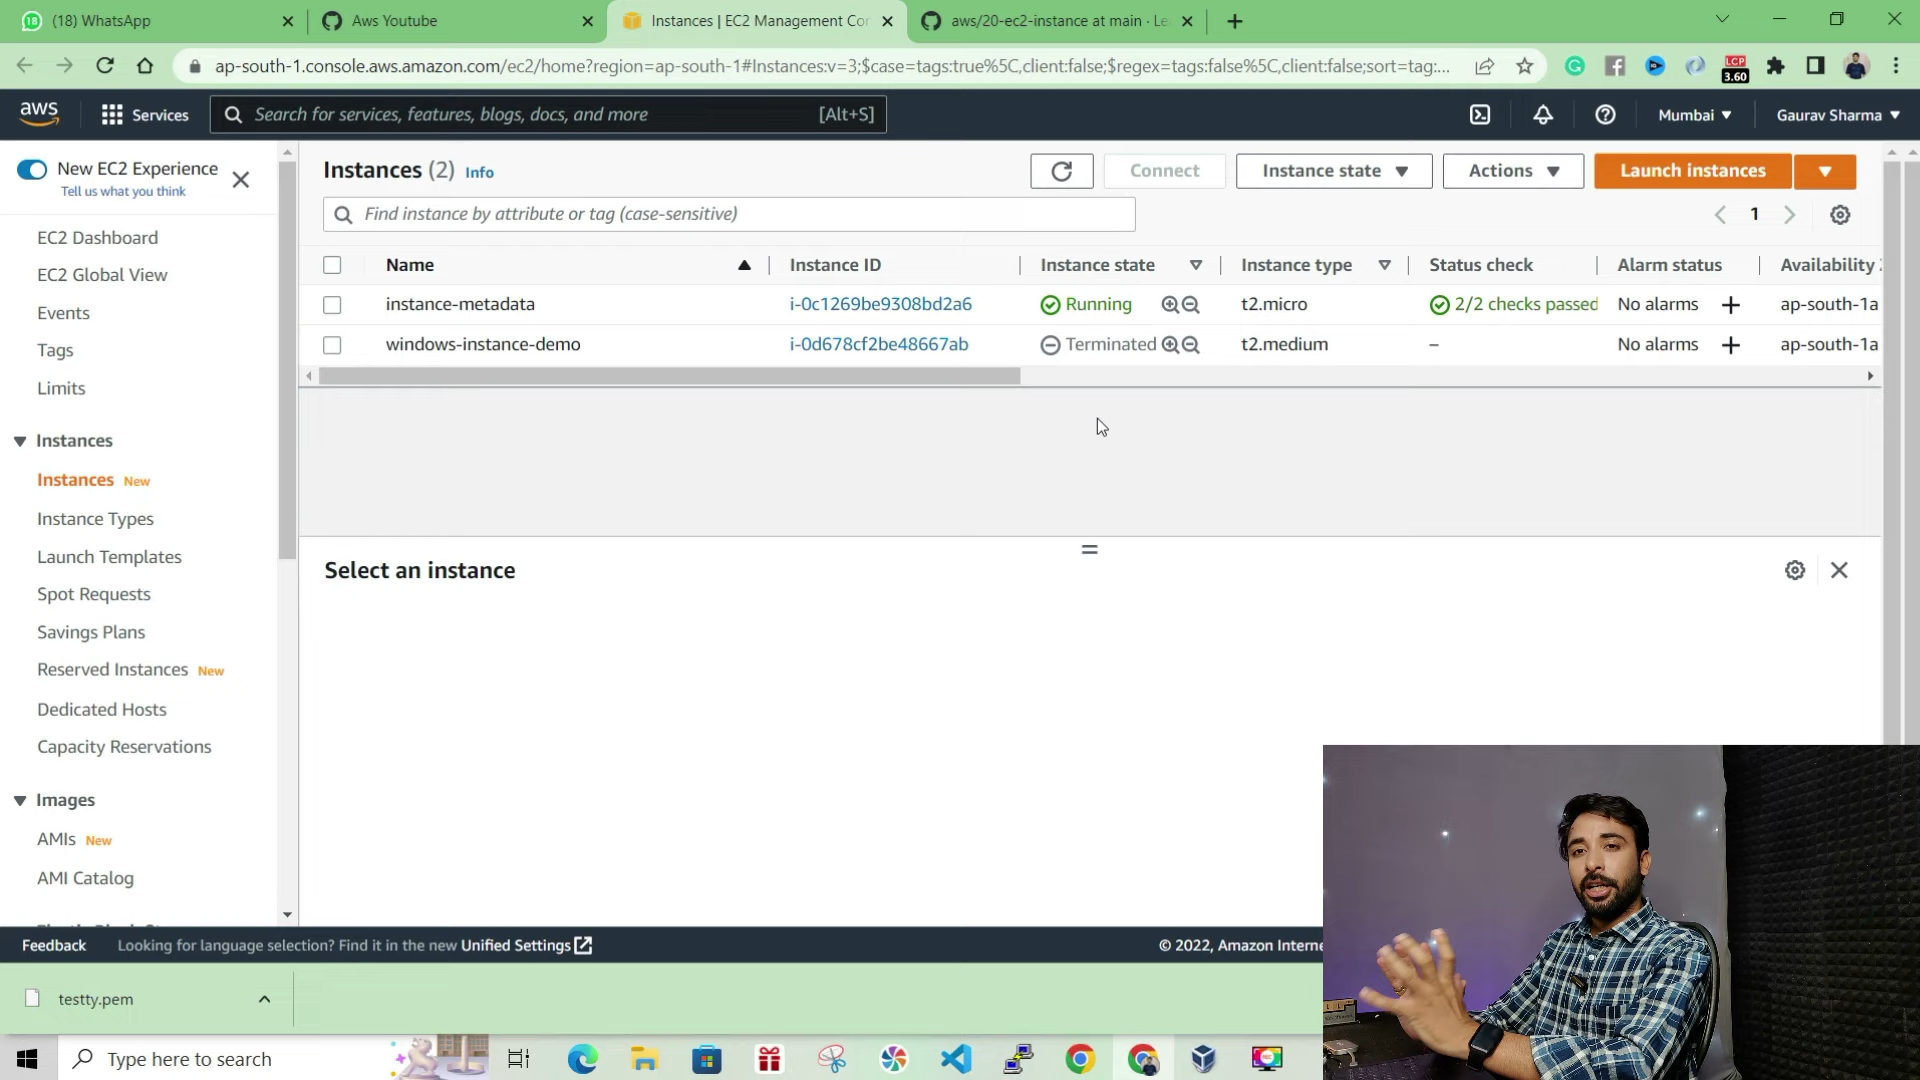 18 (18) WhatsApp
Aws Youtube
Instances | EC2 Management Co
aws/20-ec2-instance at main · Le
ap-south-1.console.aws.amazon.com/ec2/home?region=ap-south-1#Instances:v=3;$case=tags:true%5C,client:false;$regex=tags:false%5C,client:false;sort=tag:...
LCP
3.60
aws
Services
Search for services, features, blogs, docs, and more [Alt+S]
Mumbai ▼
Gaurav Sharma ▼
New EC2 Experience
Tell us what you think
EC2 Dashboard
EC2 Global View
Events
Tags
Limits
Instances
Instances New
Instance Types
Launch Templates
Spot Requests
Savings Plans
Reserved Instances New
Dedicated Hosts
Capacity Reservations
Images
AMIs New
AMI Catalog
Instances (2) Info
Connect
Instance state ▼
Actions ▼
Launch instances
Find instance by attribute or tag (case-sensitive)
1
Name Instance ID Instance state Instance type Status check Alarm status Availability
instance-metadata i-0c1269be9308bd2a6 Running t2.micro 2/2 checks passed No alarms + ap-south-1a
windows-instance-demo i-0d678cf2be48667ab Terminated t2.medium – No alarms + ap-south-1a
Select an instance
Feedback Looking for language selection? Find it in the new Unified Settings
© 2022, Amazon Interne
testty.pem
Type here to search